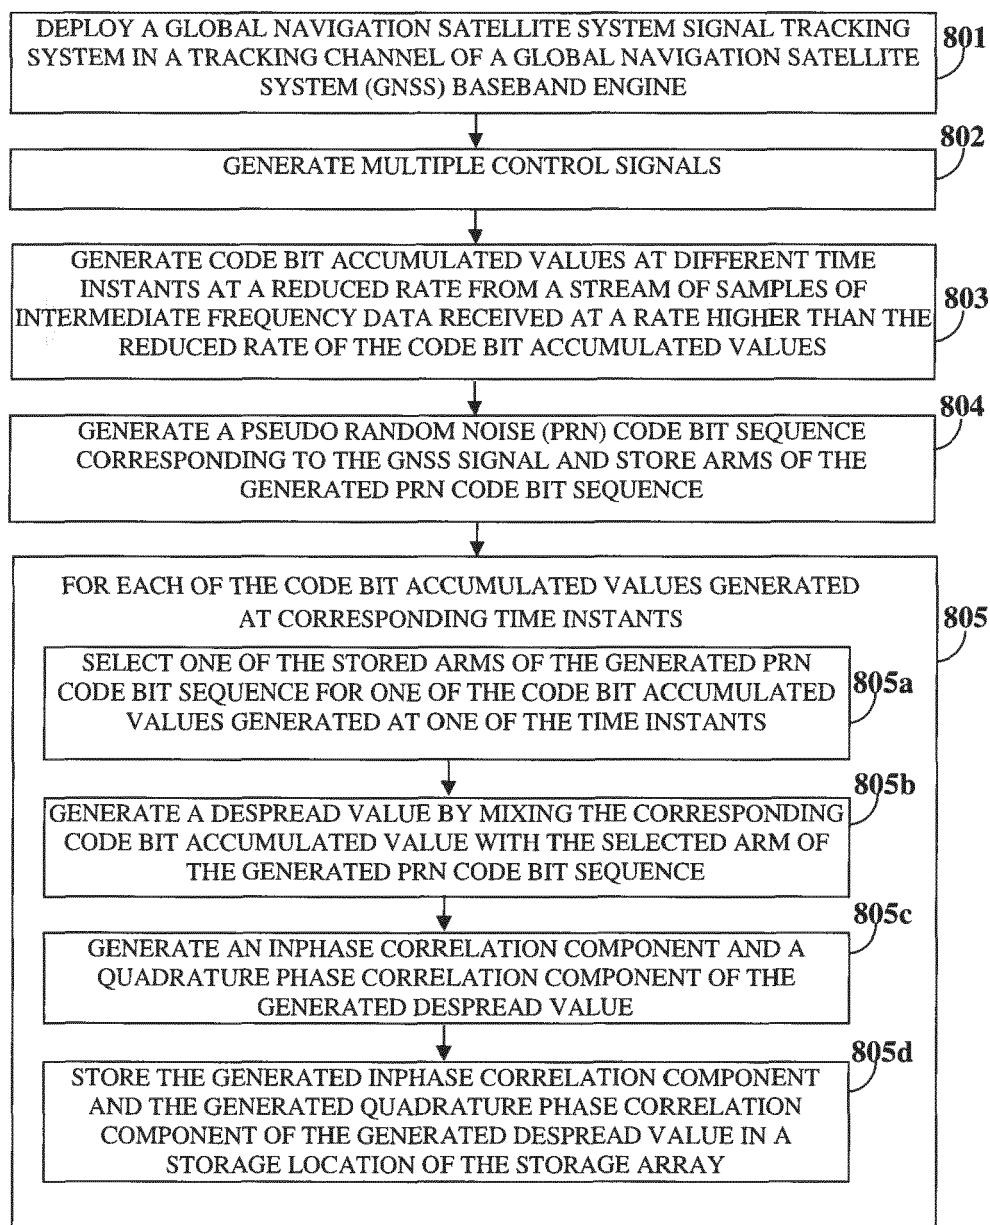 DEPLOY A GLOBAL NAVIGATION SATELLITE SYSTEM SIGNAL TRACKING
SYSTEM IN A TRACKING CHANNEL OF A GLOBAL NAVIGATION SATELLITE
SYSTEM (GNSS) BASEBAND ENGINE
801
802
GENERATE MULTIPLE CONTROL SIGNALS
GENERATE CODE BIT ACCUMULATED VALUES AT DIFFERENT TIME
INSTANTS AT A REDUCED RATE FROM A STREAM OF SAMPLES OF
INTERMEDIATE FREQUENCY DATA RECEIVED AT A RATE HIGHER THAN THE
REDUCED RATE OF THE CODE BIT ACCUMULATED VALUES
803
804
GENERATE A PSEUDO RANDOM NOISE (PRN) CODE BIT SEQUENCE
CORRESPONDING TO THE GNSS SIGNAL AND STORE ARMS OF THE
GENERATED PRN CODE BIT SEQUENCE
FOR EACH OF THE CODE BIT ACCUMULATED VALUES GENERATED
AT CORRESPONDING TIME INSTANTS
805
SELECT ONE OF THE STORED ARMS OF THE GENERATED PRN
CODE BIT SEQUENCE FOR ONE OF THE CODE BIT ACCUMULATED
VALUES GENERATED AT ONE OF THE TIME INSTANTS
805a
805b
GENERATE A DESPREAD VALUE BY MIXING THE CORRESPONDING
CODE BIT ACCUMULATED VALUE WITH THE SELECTED ARM OF
THE GENERATED PRN CODE BIT SEQUENCE
805c
GENERATE AN INPHASE CORRELATION COMPONENT AND A
QUADRATURE PHASE CORRELATION COMPONENT OF THE
GENERATED DESPREAD VALUE
805d
STORE THE GENERATED INPHASE CORRELATION COMPONENT
AND THE GENERATED QUADRATURE PHASE CORRELATION
COMPONENT OF THE GENERATED DESPREAD VALUE IN A
STORAGE LOCATION OF THE STORAGE ARRAY